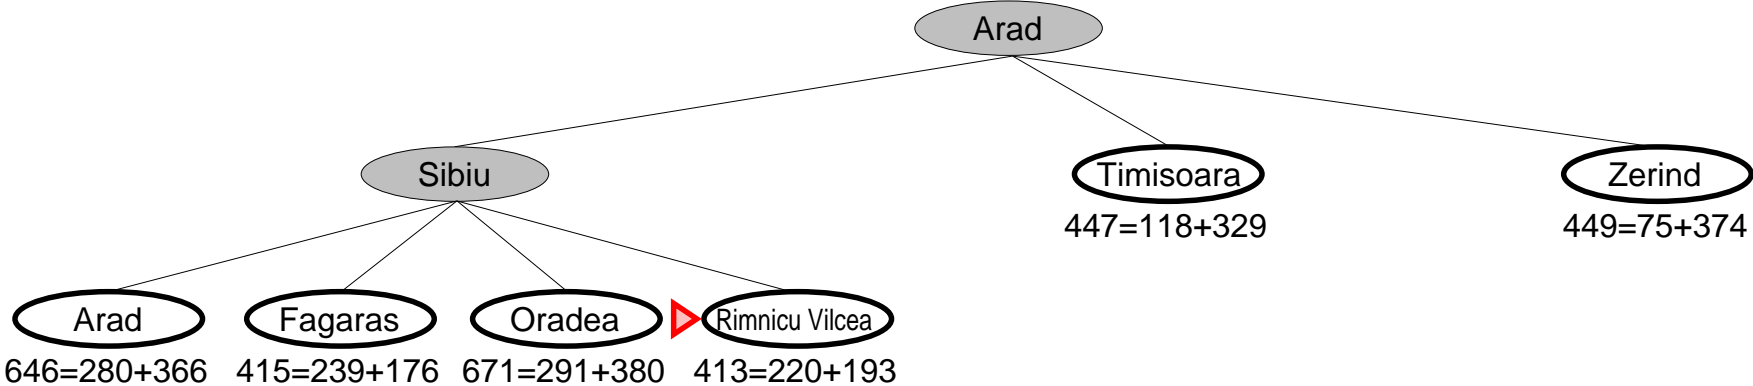 Arad
Sibiu
Timisoara
Zerind
447=118+329
449=75+374
Arad
Fagaras
Oradea
Rimnicu Vilcea
646=280+366
415=239+176
671=291+380
413=220+193